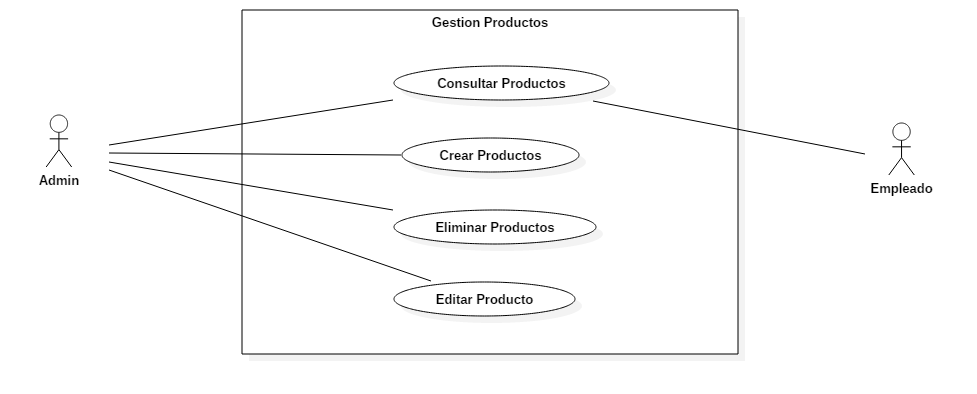 Gestion Productos
Consultar Productos
Crear Productos
Admin
Empleado
Eliminar Productos
Editar Producto